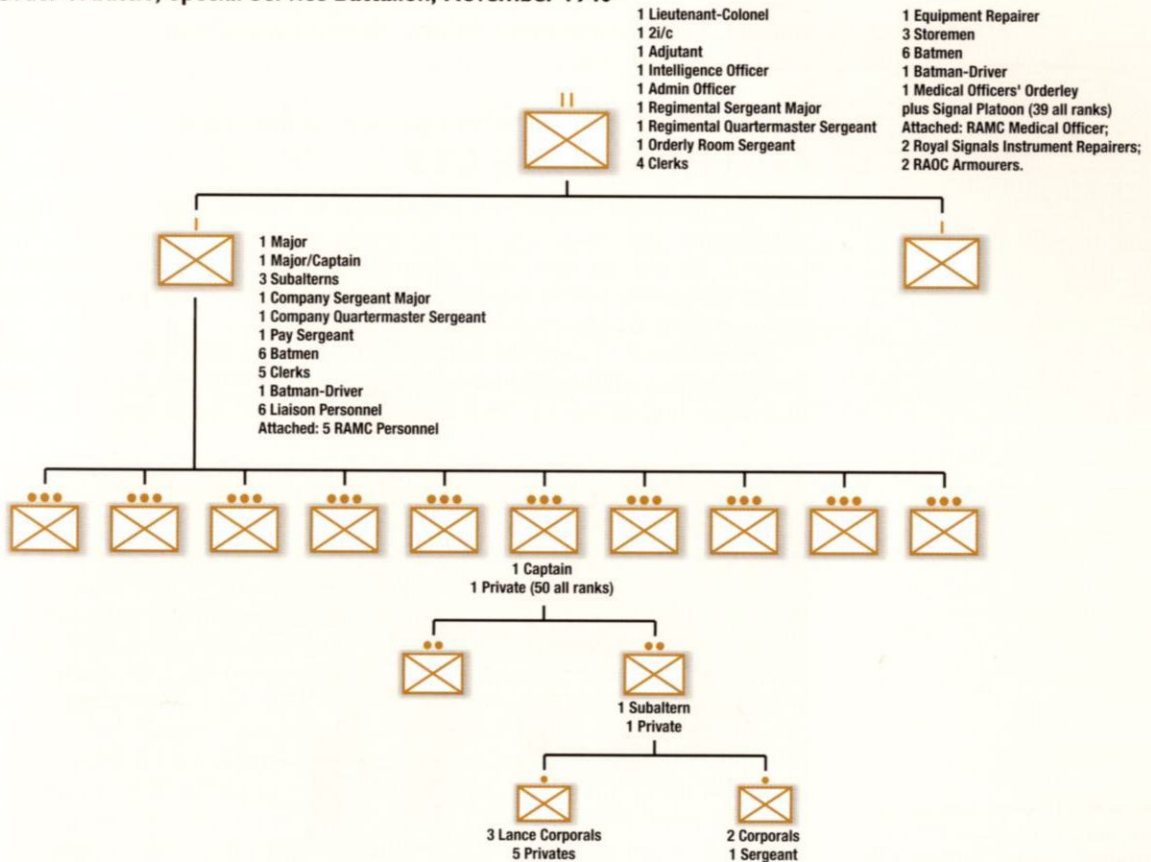 Special Service Battalion, November 1940
1 Lieutenant-Colonel
1 2i/c
1 Adjutant
1 Intelligence Officer
1 Admin Officer
1 Regimental Sergeant Major
1 Regimental Quartermaster Sergeant
1 Orderly Room Sergeant
4 Clerks
1 Equipment Repairer
3 Storemen
6 Batmen
1 Batman-Driver
1 Medical Officers' Orderley
plus Signal Platoon (39 all ranks)
Attached: RAMC Medical Officer;
2 Royal Signals Instrument Repairers;
2 RAOC Armourers.
1 Major
1 Major/Captain
3 Subalterns
1 Company Sergeant Major
1 Company Quartermaster Sergeant
1 Pay Sergeant
6 Batmen
5 Clerks
1 Batman-Driver
6 Liaison Personnel
Attached: 5 RAMC Personnel
1 Captain
1 Private (50 all ranks)
1 Subaltern
1 Private
3 Lance Corporals
5 Privates
2 Corporals
1 Sergeant